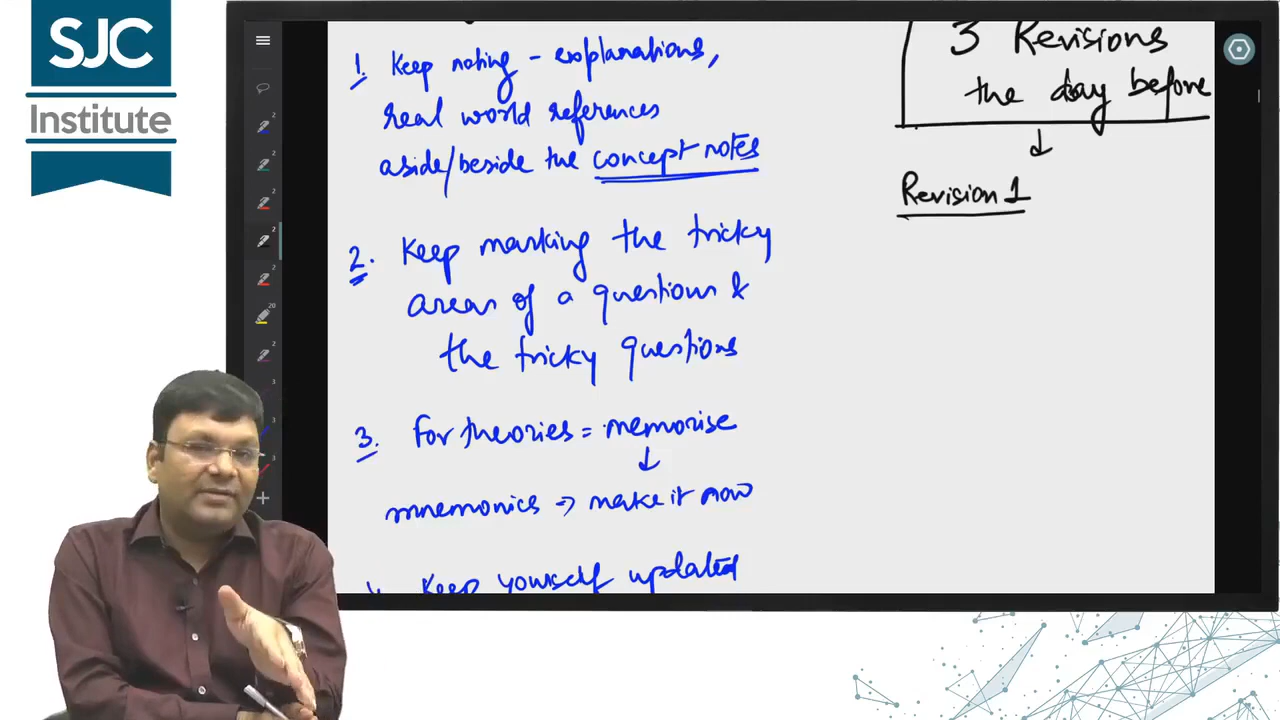 SJC
Institute
1. Keep noting - explanations,
real world references
aside/beside the concept notes
2. Keep marking the tricky
areas of a questions &
the tricky questions
3. For theories = memorise
↓
mnemonics => make it now
Keep yourself updated
3 Revisions
the day before
↓
Revision 1